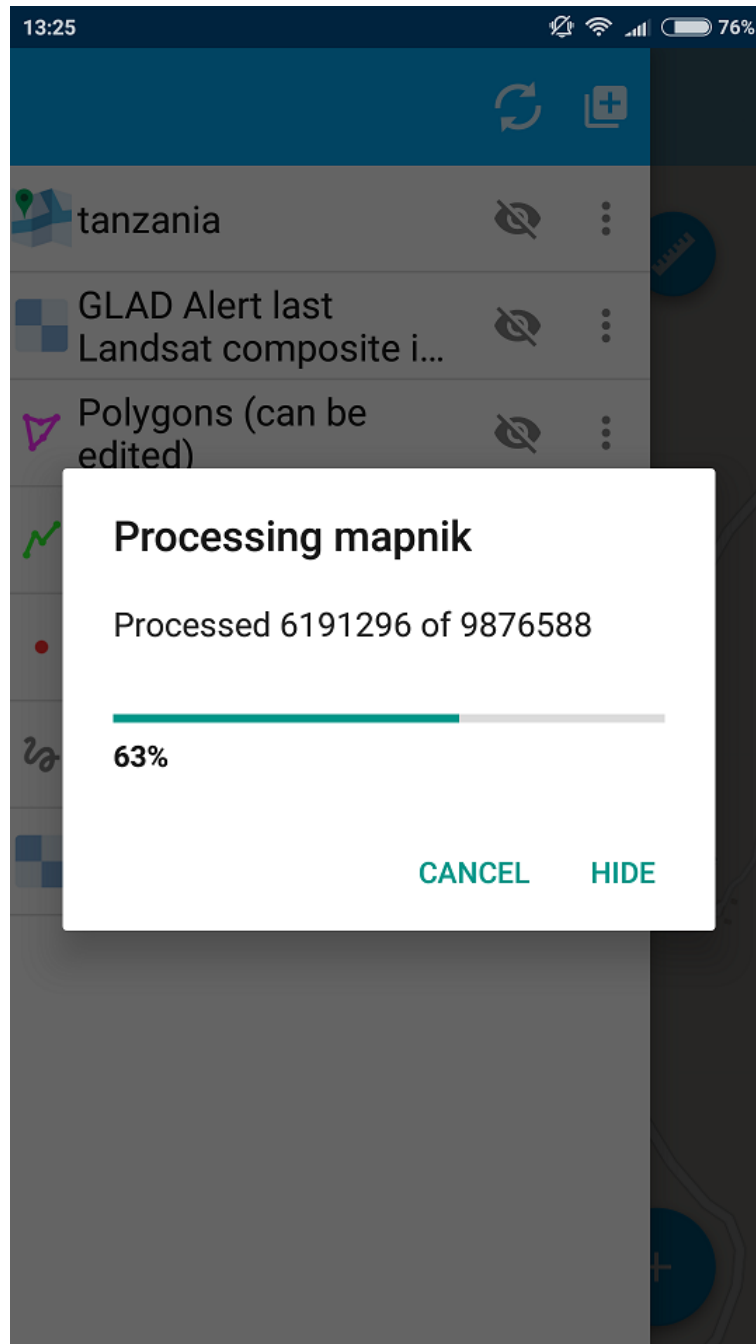 13:25
76%
tanzania
GLAD Alert last
Landsat composite i...
Polygons (can be
edited)
Processing mapnik
Processed 6191296 of 9876588
63%
CANCEL
HIDE